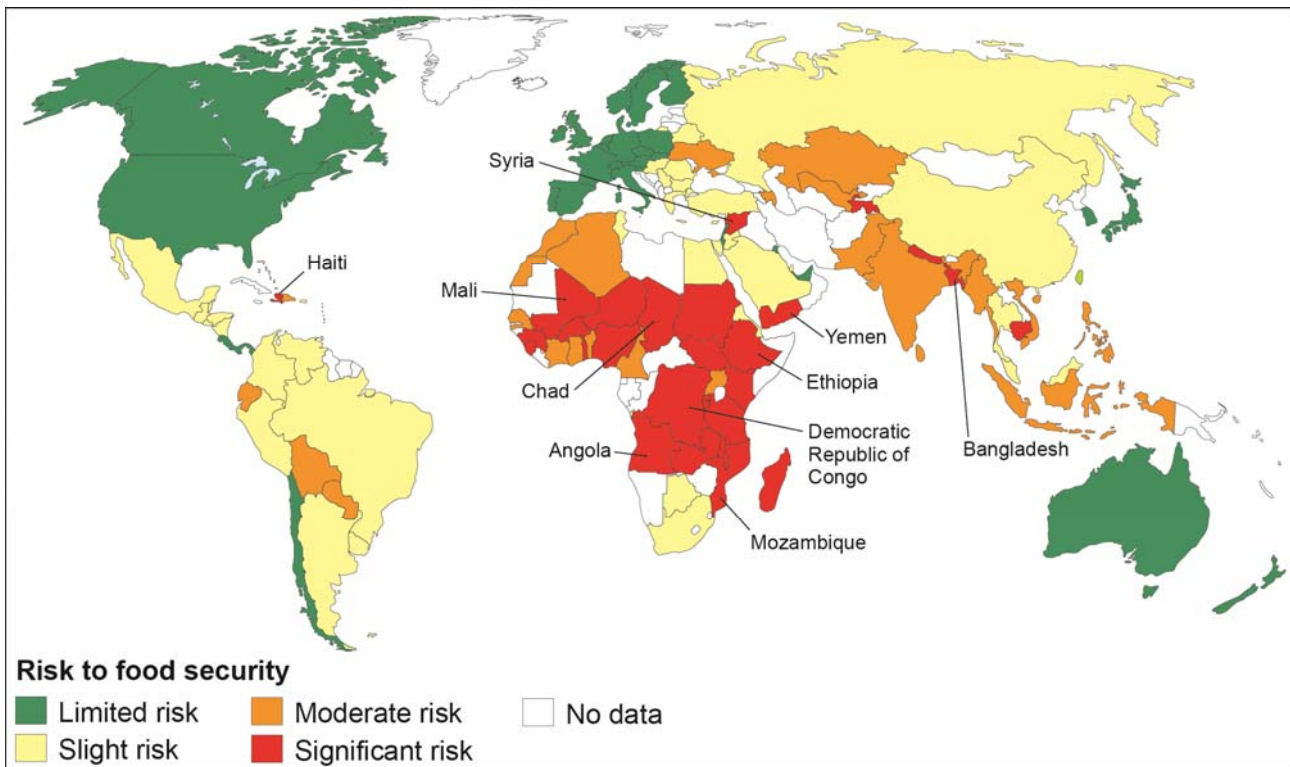 Syria
Haiti
Mali
Yemen
Chad
Ethiopia
Democratic
Republic of
Congo
Angola
Bangladesh
Mozambique
Risk to food security
Limited risk
Moderate risk
No data
Slight risk
Significant risk